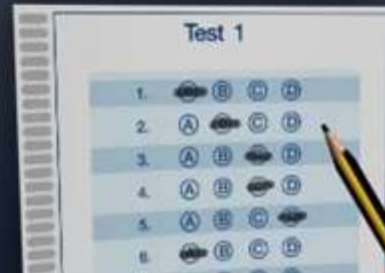 Test 1
1. B C D
2. A C D
3. A B D
4. A B D
5. A B C
6. B C D